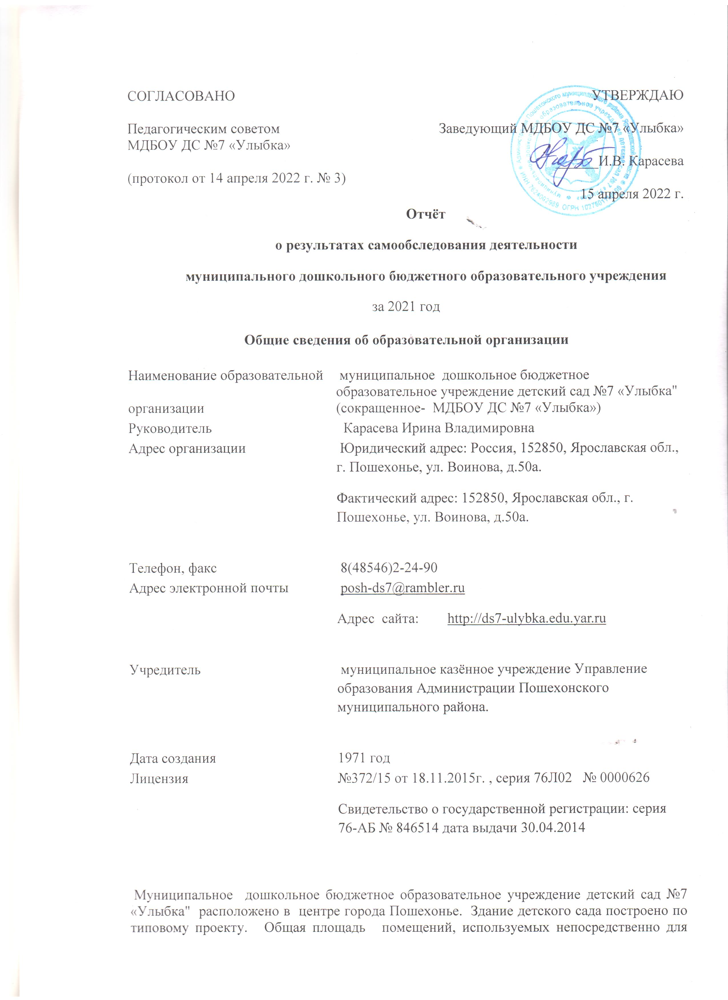 СОГЛАСОВАНО
УТВЕРЖДАЮ
Педагогическим советом
МДБОУ ДС №7 «Улыбка»
(протокол от 14 апреля 2022 г. № 3)
Заведующий МДБОУ ДС №7 «Улыбка»
______И.В. Карасева
15 апреля 2022 г.
Отчёт
о результатах самообследования деятельности
муниципального дошкольного бюджетного образовательного учреждения
за 2021 год
Общие сведения об образовательной организации
Наименование образовательной
организации
муниципальное дошкольное бюджетное
образовательное учреждение детский сад №7 «Улыбка"
(сокращенное- МДБОУ ДС №7 «Улыбка»)
Руководитель Карасева Ирина Владимировна
Адрес организации Юридический адрес: Россия, 152850, Ярославская обл.,
г. Пошехонье, ул. Воинова, д.50а.
Фактический адрес: 152850, Ярославская обл., г.
Пошехонье, ул. Воинова, д.50а.
Телефон, факс 8(48546)2-24-90
Адрес электронной почты posh-ds7@rambler.ru
Адрес сайта: http://ds7-ulybka.edu.yar.ru
Учредитель муниципальное казённое учреждение Управление
образования Администрации Пошехонского
муниципального района.
Дата создания 1971 год
Лицензия №372/15 от 18.11.2015г. , серия 76Л02 № 0000626
Свидетельство о государственной регистрации: серия
76-АБ № 846514 дата выдачи 30.04.2014
Муниципальное дошкольное бюджетное образовательное учреждение детский сад №7
«Улыбка" расположено в центре города Пошехонье. Здание детского сада построено по
типовому проекту. Общая площадь помещений, используемых непосредственно для